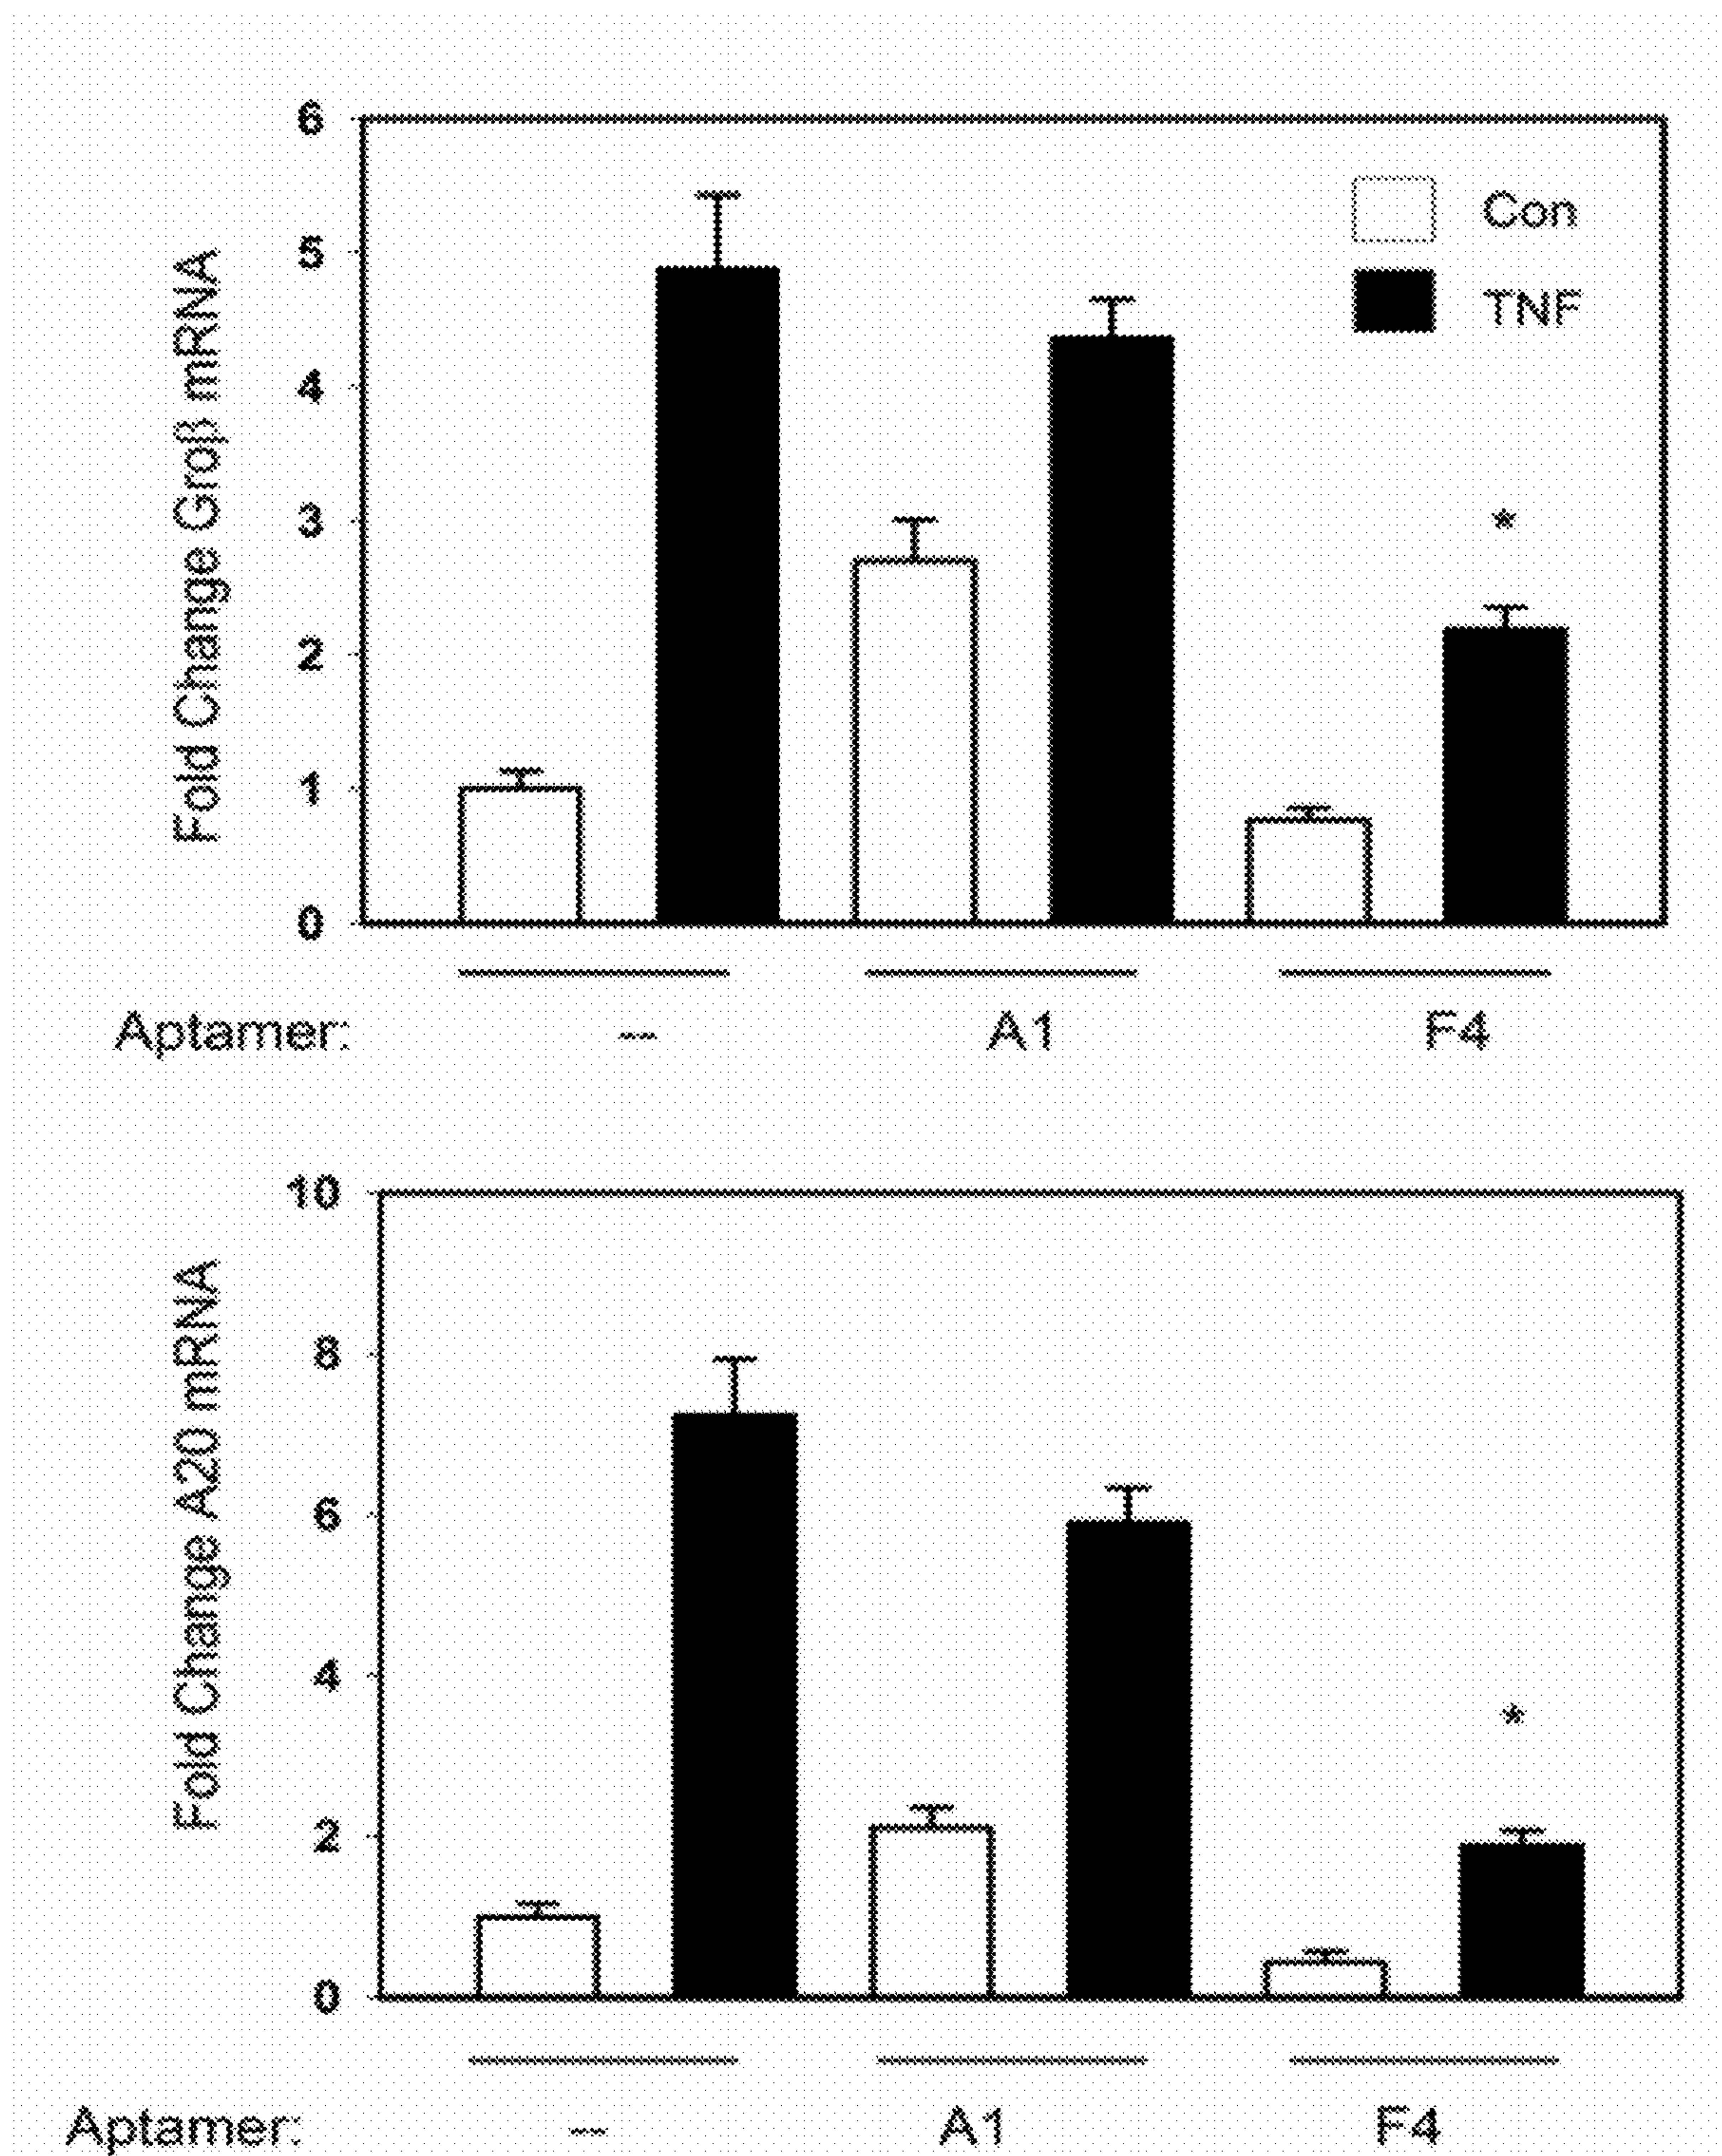 Fold Change Groβ mRNA
6
5
4
3
2
1
0
Con
TNF
*
Aptamer: -- A1 F4
Fold Change A20 mRNA
10
8
6
4
2
0
*
Aptamer: -- A1 F4